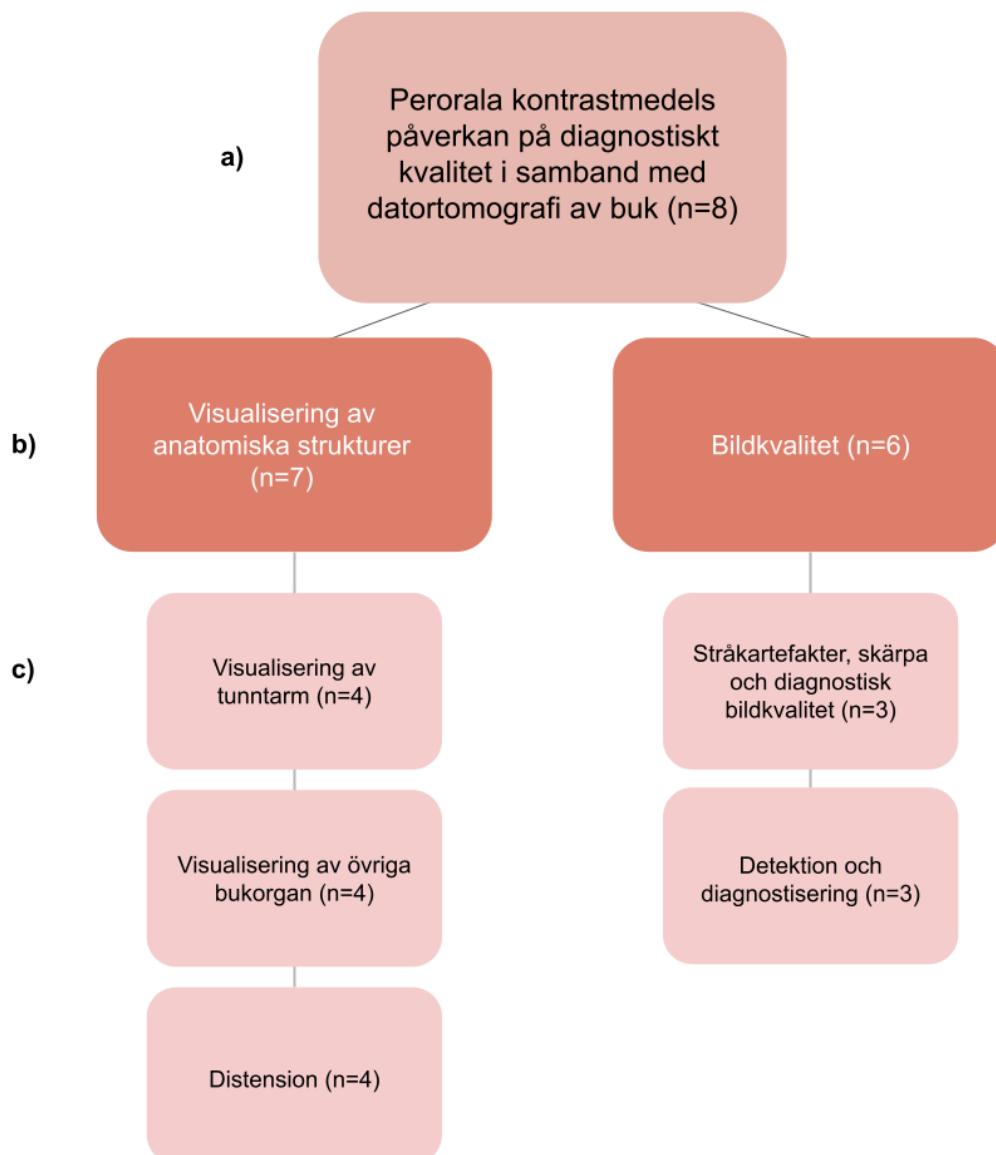 a)
Perorala kontrastmedels
påverkan på diagnostiskt
kvalitet i samband med
datortomografi av buk (n=8)
b)
Visualisering av
anatomiska strukturer
(n=7)
Bildkvalitet (n=6)
c)
Visualisering av
tunntarm (n=4)
Stråkartefakter, skärpa
och diagnostisk
bildkvalitet (n=3)
Visualisering av övriga
bukorgan (n=4)
Detektion och
diagnostisering (n=3)
Distension (n=4)